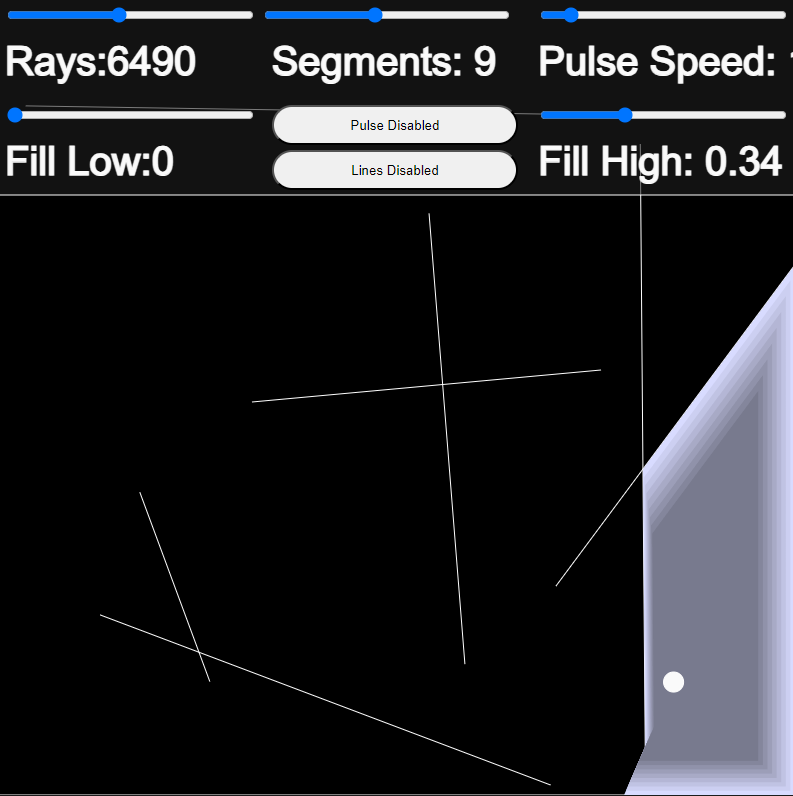 Rays:6490
Segments: 9
Pulse Speed:
Pulse Disabled
Lines Disabled
Fill Low:0
Fill High: 0.34